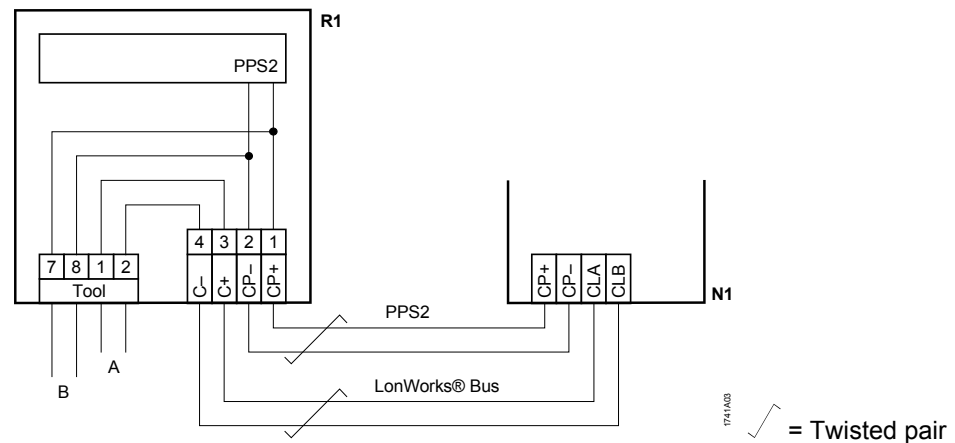 R1
PPS2
4 3 2 1
7 8 1 2
C– C+ CP– CP+
Tool
CP+ CP– CLA CLB
N1
PPS2
A
B
LonWorks® Bus
1741A03
= Twisted pair